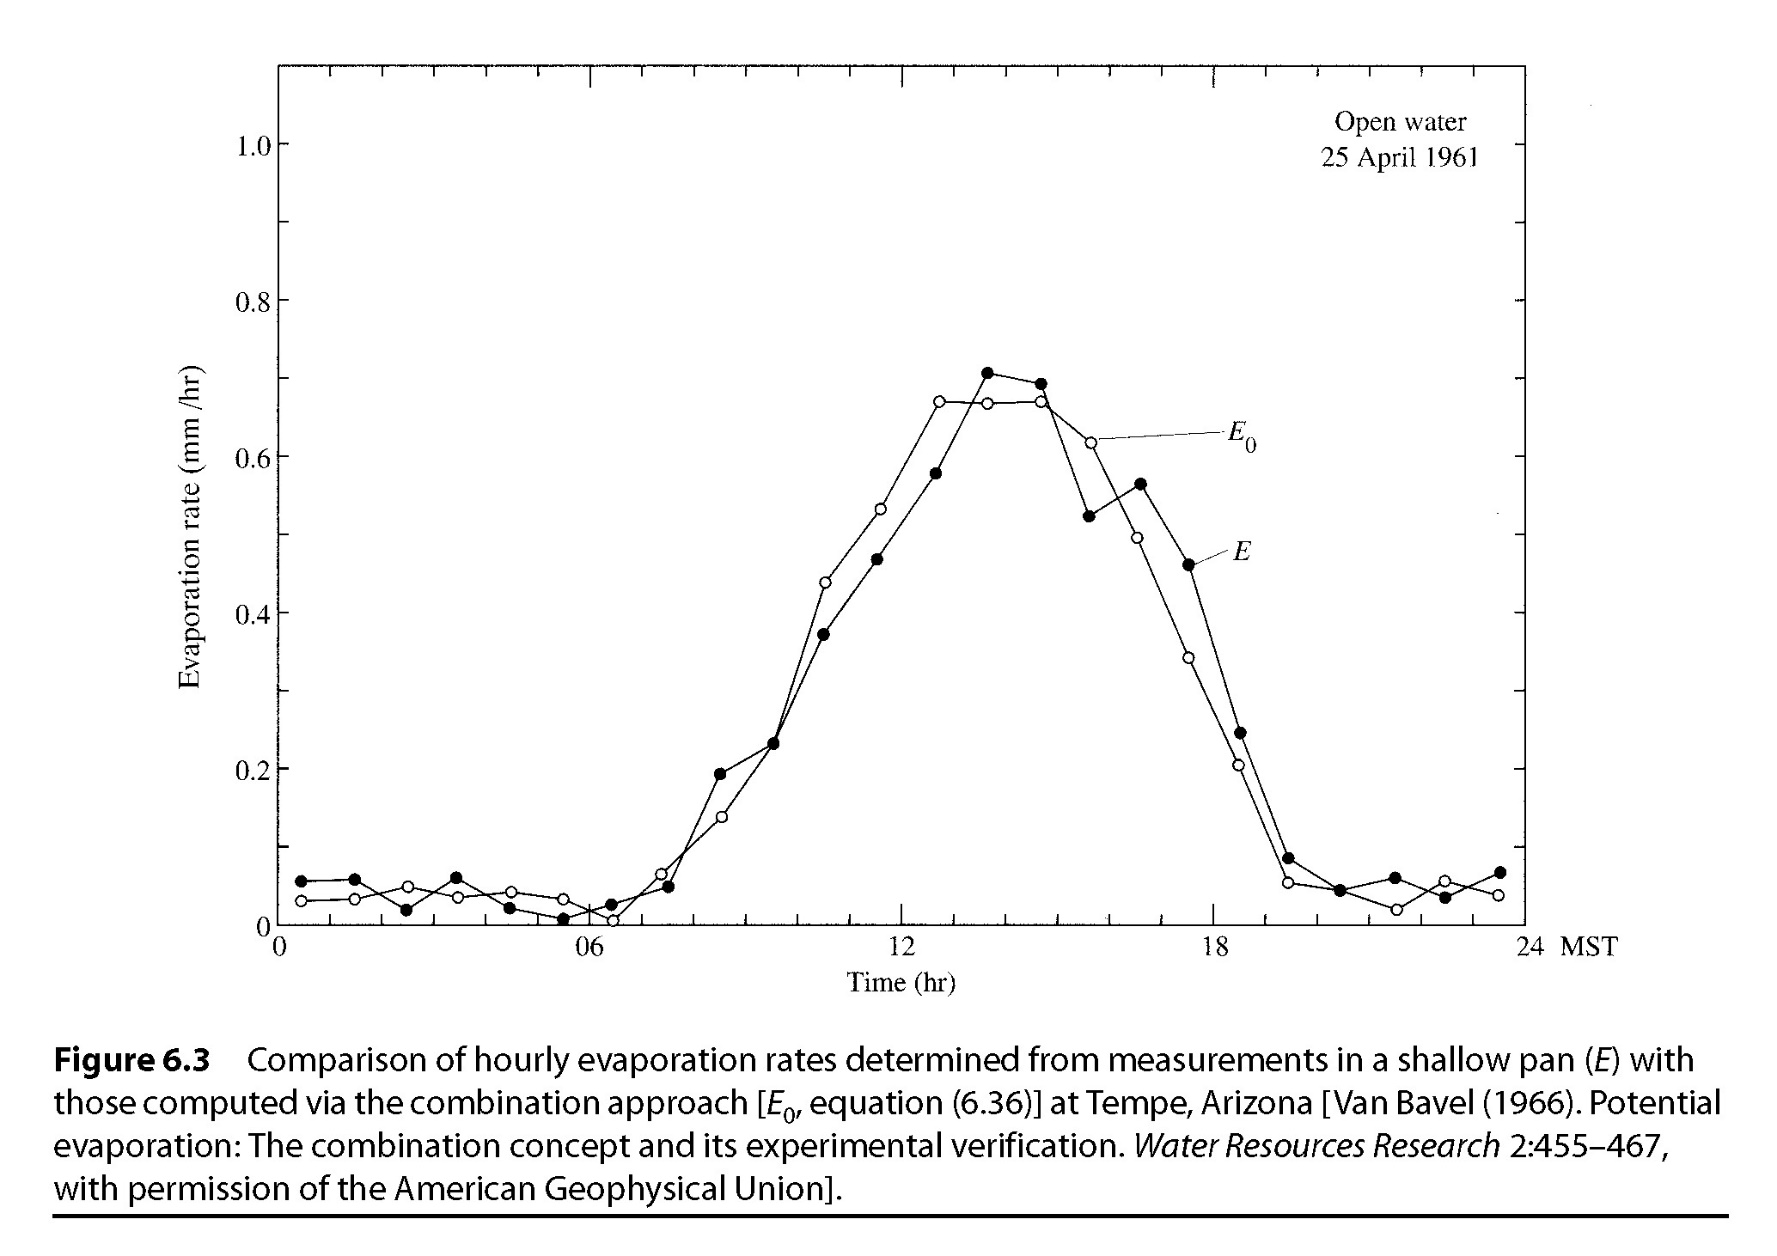 Open water
25 April 1961
1.0
0.8
0.6
0.4
0.2
0
Evaporation rate (mm /hr)
E0
E
0 06 12 18 24 MST
Time (hr)
Figure 6.3 Comparison of hourly evaporation rates determined from measurements in a shallow pan (E) with
those computed via the combination approach [E0, equation (6.36)] at Tempe, Arizona [Van Bavel (1966). Potential
evaporation: The combination concept and its experimental verification. Water Resources Research 2:455–467,
with permission of the American Geophysical Union].